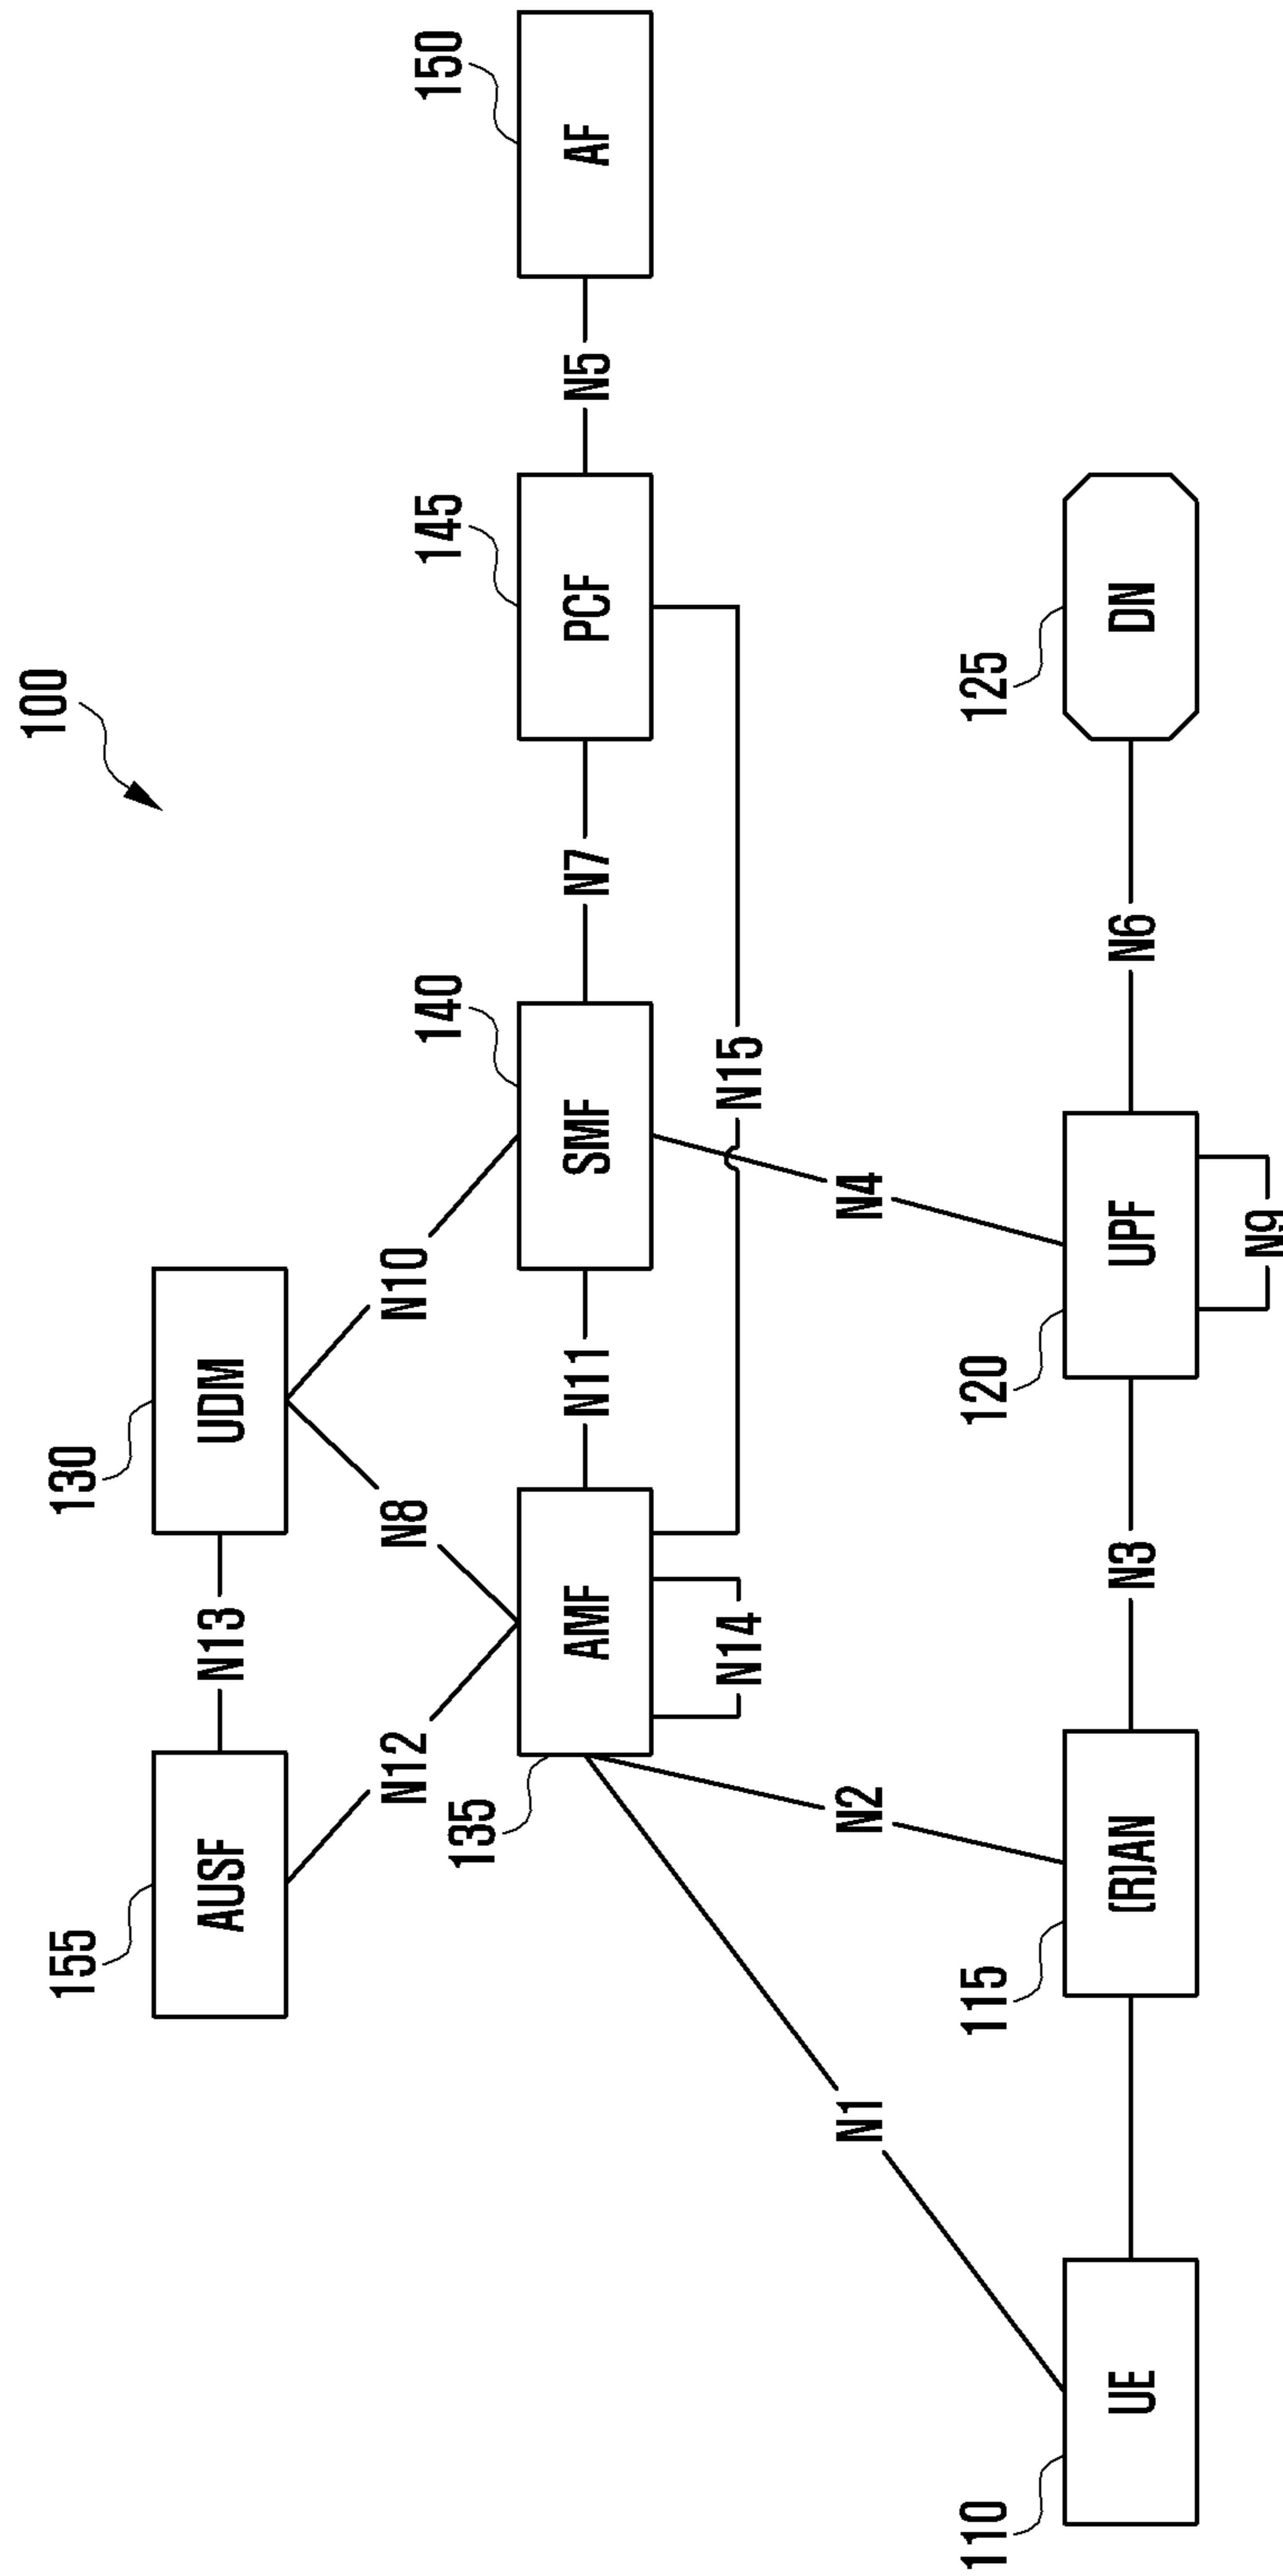 100
155
130
AUSF
N13
UDM
N12
N8
N10
135
140
145
150
AMF
N11
SMF
N7
PCF
N5
AF
N14
N15
N1
N2
N4
110
115
120
125
UE
(R)AN
N3
UPF
N6
DN
N9